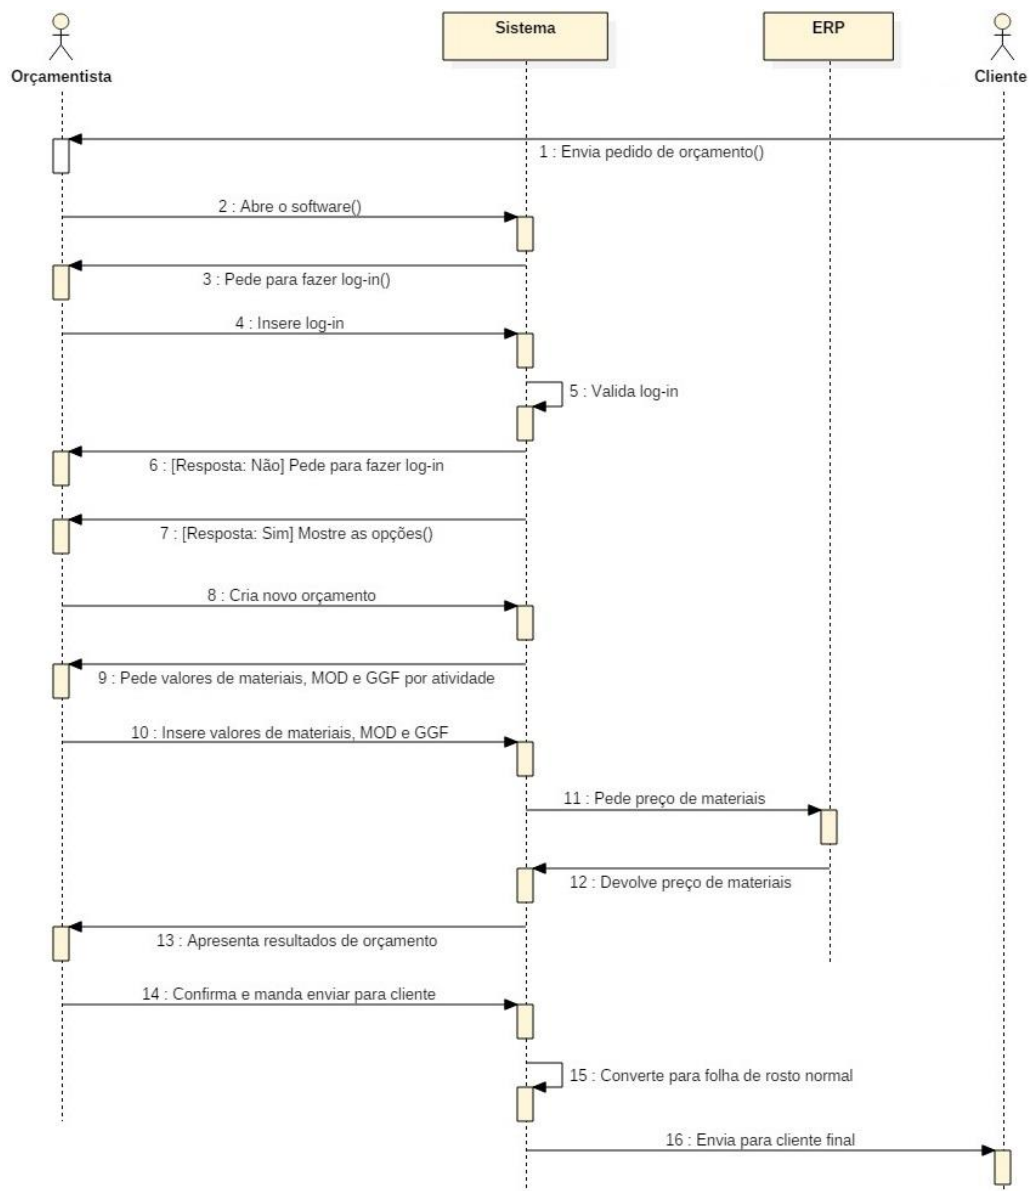 Sistema
ERP
Orçamentista
Cliente
1 : Envia pedido de orçamento()
2 : Abre o software()
3 : Pede para fazer log-in()
4 : Insere log-in
5 : Valida log-in
6 : [Resposta: Não] Pede para fazer log-in
7 : [Resposta: Sim] Mostre as opções()
8 : Cria novo orçamento
9 : Pede valores de materiais, MOD e GGF por atividade
10 : Insere valores de materiais, MOD e GGF
11 : Pede preço de materiais
12 : Devolve preço de materiais
13 : Apresenta resultados de orçamento
14 : Confirma e manda enviar para cliente
15 : Converte para folha de rosto normal
16 : Envia para cliente final